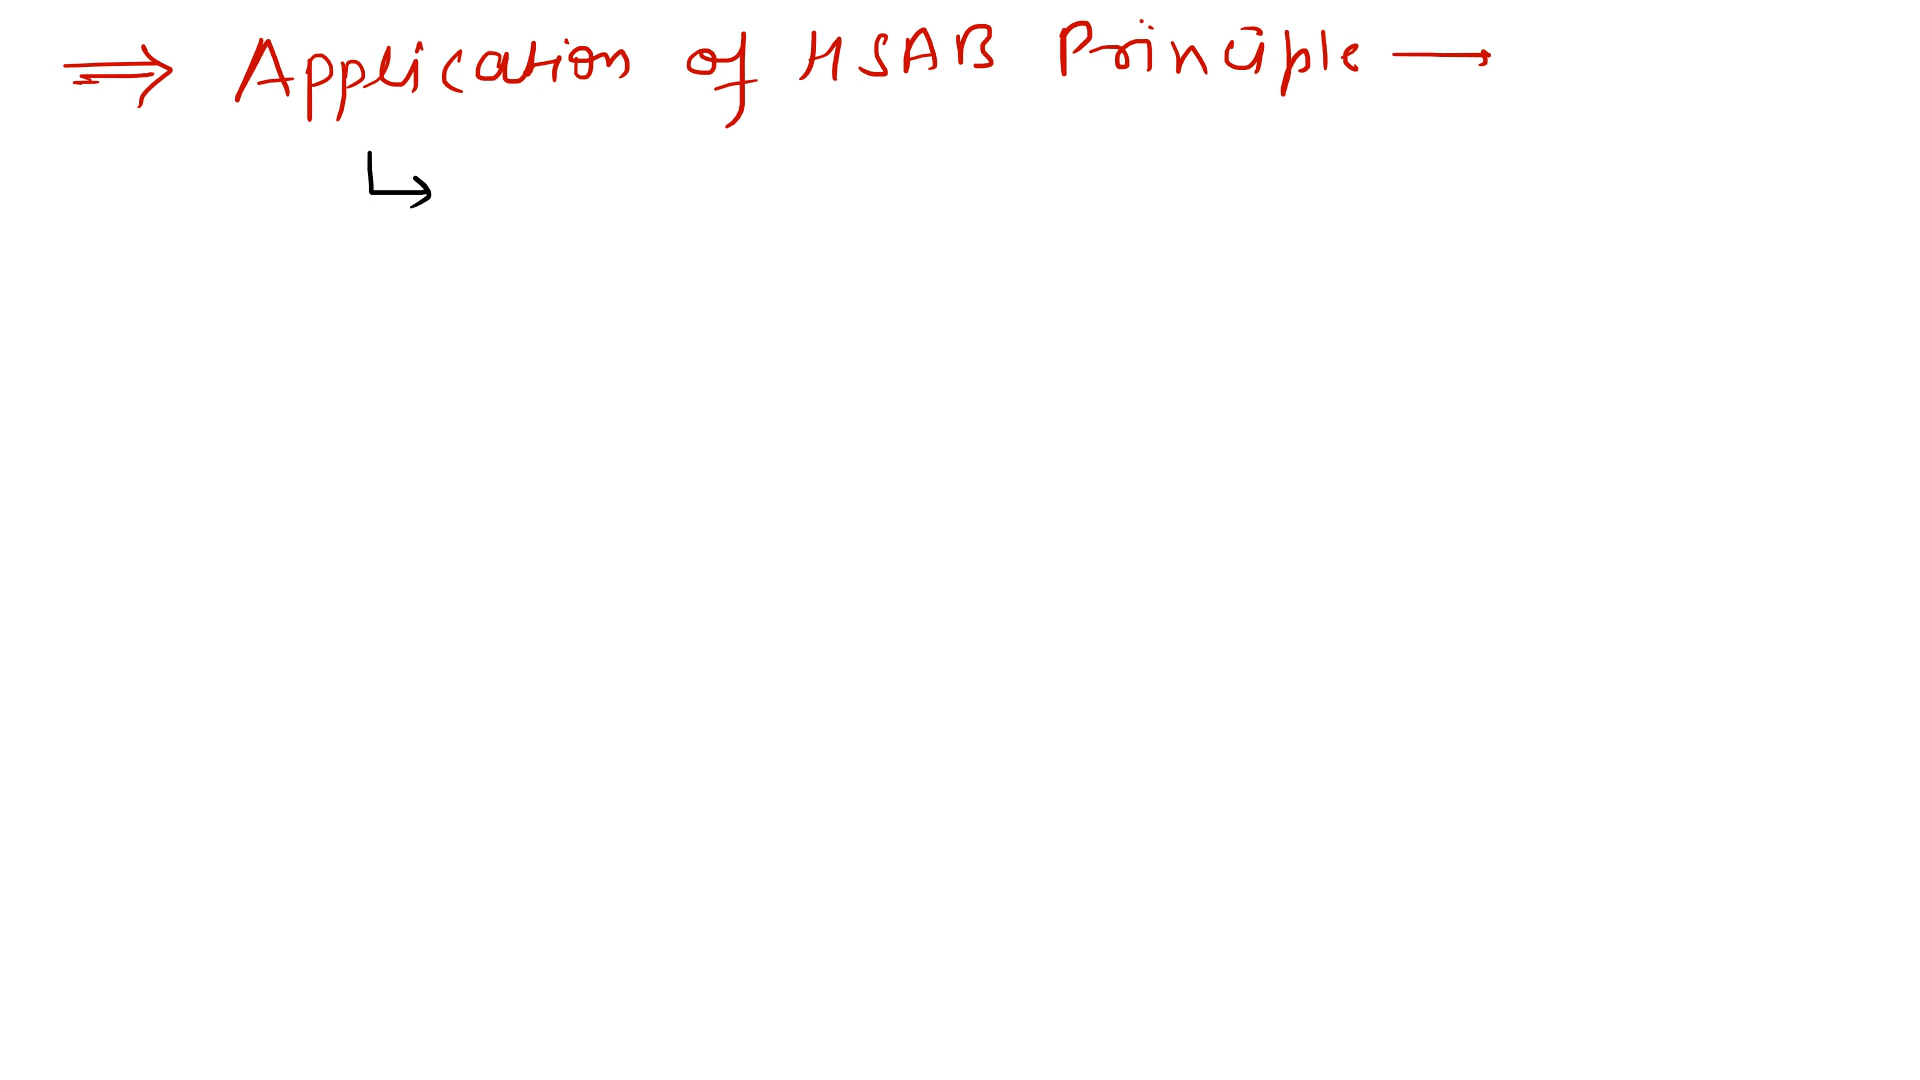 ⇒ Application of HSAB Principle →
↳